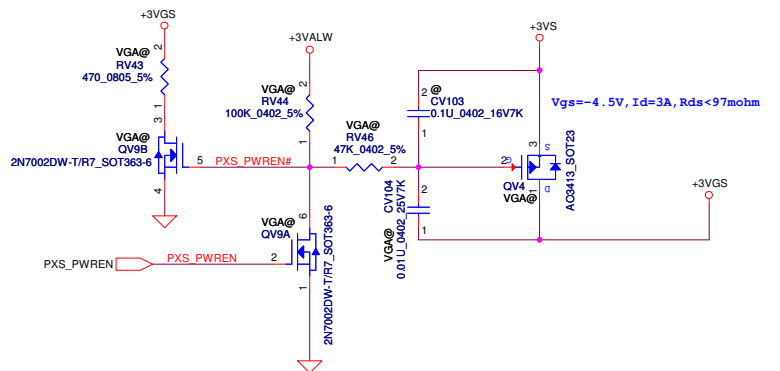 +3VGS
VGA@
RV43
470_0805_5%
2
1
VGA@
QV9B
2N7002DW-T/R7_SOT363-6
3
5
4
PXS_PWREN#
+3VALW
VGA@
RV44
100K_0402_5%
2
1
VGA@
RV46
47K_0402_5%
1
2
VGA@
QV9A
6
2
1
2N7002DW-T/R7_SOT363-6
PXS_PWREN
PXS_PWREN
@
CV103
0.1U_0402_16V7K
2
1
VGA@
CV104
0.01U_0402_25V7K
2
1
+3VS
Vgs=-4.5V,Id=3A,Rds<97mohm
3
S
2
G
D
1
QV4
VGA@
AO3413_SOT23
+3VGS